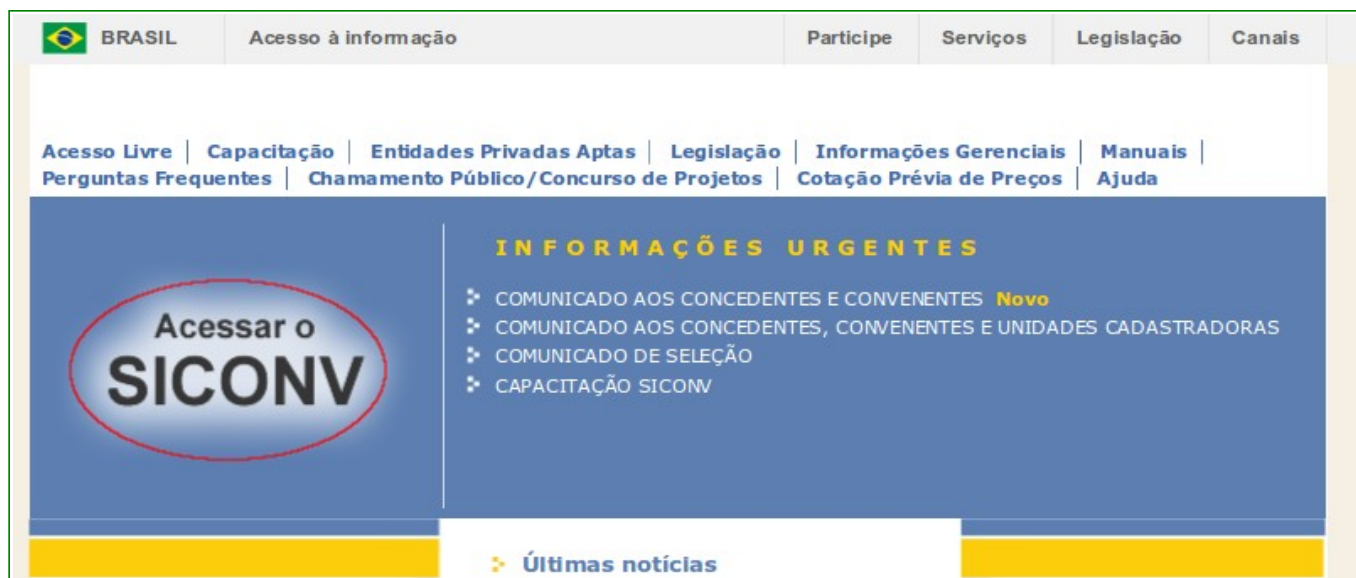 BRASIL Acesso à informação Participe Serviços Legislação Canais
Acesso Livre | Capacitação | Entidades Privadas Aptas | Legislação | Informações Gerenciais | Manuais |
Perguntas Frequentes | Chamamento Público/Concurso de Projetos | Cotação Prévia de Preços | Ajuda
INFORMAÇÕES URGENTES
COMUNICADO AOS CONCEDENTES E CONVENENTES Novo
COMUNICADO AOS CONCEDENTES, CONVENENTES E UNIDADES CADASTRADORAS
COMUNICADO DE SELEÇÃO
CAPACITAÇÃO SICONV
Acessar o
SICONV
Últimas notícias